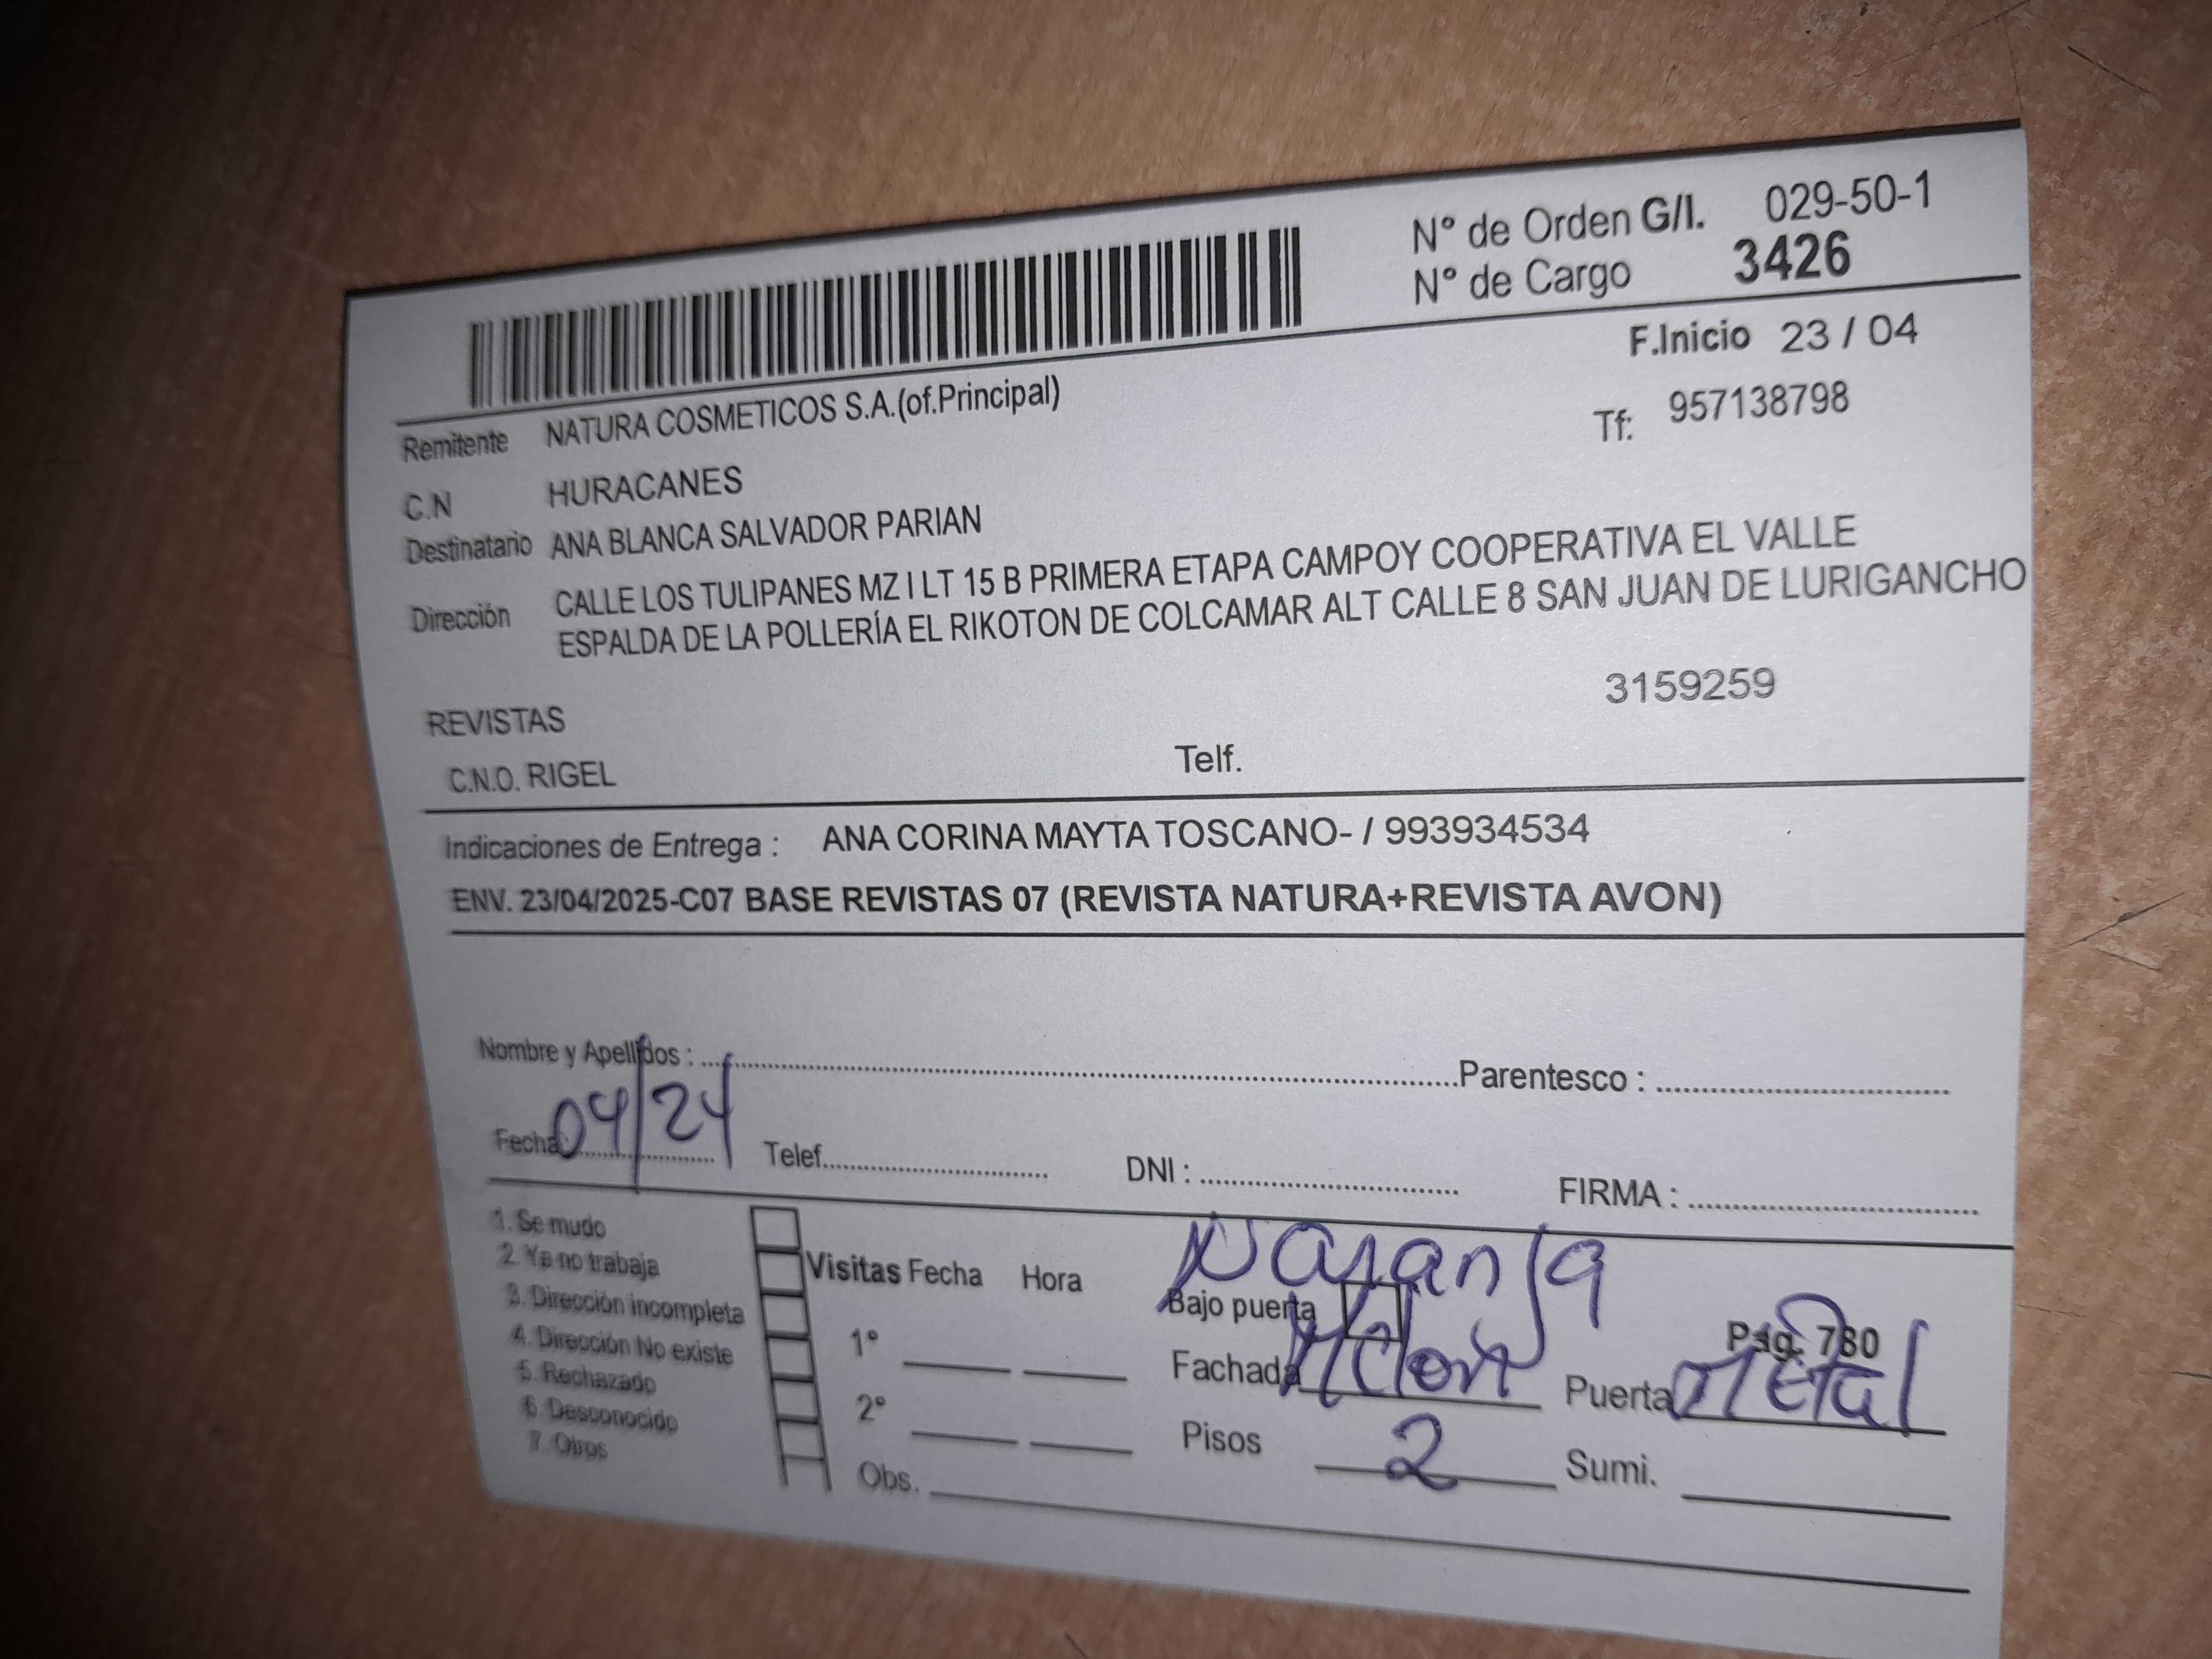 N° de Orden G/I. 029-50-1
N° de Cargo 3426
F.Inicio 23 / 04
Remitente NATURA COSMETICOS S.A.(of.Principal)
Tf: 957138798
C.N HURACANES
Destinatario ANA BLANCA SALVADOR PARIAN
Dirección CALLE LOS TULIPANES MZ I LT 15 B PRIMERA ETAPA CAMPOY COOPERATIVA EL VALLE
ESPALDA DE LA POLLERÍA EL RIKOTON DE COLCAMAR ALT CALLE 8 SAN JUAN DE LURIGANCHO
3159259
REVISTAS
C.N.O. RIGEL Telf.
Indicaciones de Entrega : ANA CORINA MAYTA TOSCANO- / 993934534
ENV. 23/04/2025-C07 BASE REVISTAS 07 (REVISTA NATURA+REVISTA AVON)
Nombre y Apellidos : Parentesco :
Fecha: 04/24 Telef. DNI : FIRMA :
1. Se mudo
2. Ya no trabaja
3. Dirección incompleta
4. Dirección No existe
5. Rechazado
6. Desconocido
7. Otros
Visitas Fecha Hora
1°
2°
Obs.
Naranja
Bajo puerta
Pág. 780
Fachada Melon Puerta Metal
Pisos 2 Sumi.